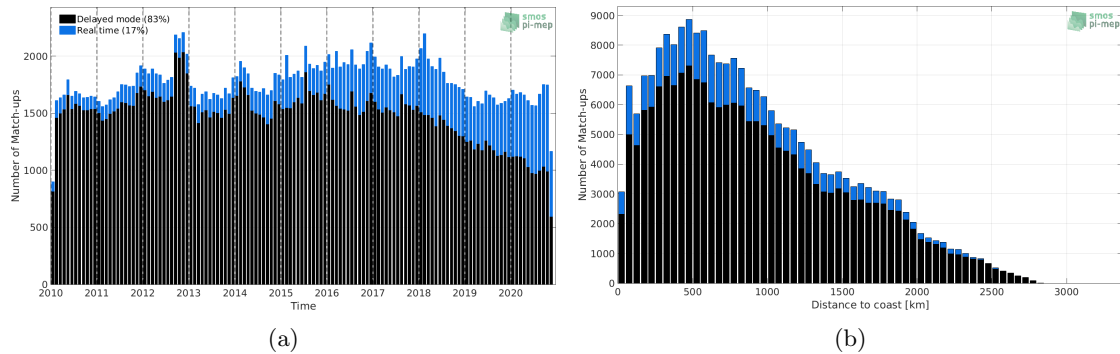 Delayed mode (83%)
Real time (17%)
smos
pi-mep
Number of Match-ups
2000
1500
1000
500
0
2010 2011 2012 2013 2014 2015 2016 2017 2018 2019 2020
Time
(a)
smos
pi-mep
Number of Match-ups
9000
8000
7000
6000
5000
4000
3000
2000
1000
0
0 500 1000 1500 2000 2500 3000
Distance to coast [km]
(b)